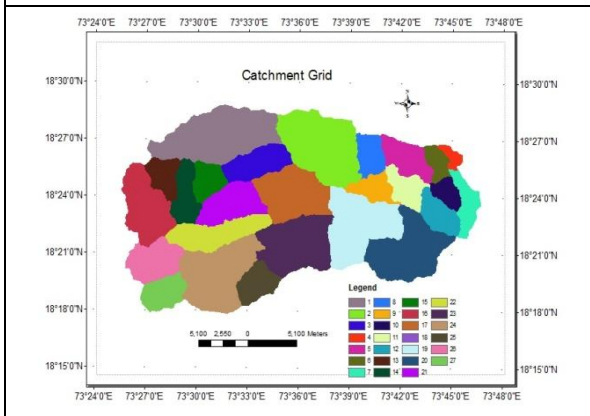 73°24'0"E 73°27'0"E 73°30'0"E 73°33'0"E 73°36'0"E 73°39'0"E 73°42'0"E 73°45'0"E 73°48'0"E
Catchment Grid
18°30'0"N 18°30'0"N
18°27'0"N 18°27'0"N
18°24'0"N 18°24'0"N
18°21'0"N 18°21'0"N
18°18'0"N 18°18'0"N
18°15'0"N 18°15'0"N
5,100 2,550 0 5,100 Meters
Legend
1 8 15 22
2 9 16 23
3 10 17 24
4 11 18 25
5 12 19 26
6 13 20 27
7 14 21
73°24'0"E 73°27'0"E 73°30'0"E 73°33'0"E 73°36'0"E 73°39'0"E 73°42'0"E 73°45'0"E 73°48'0"E